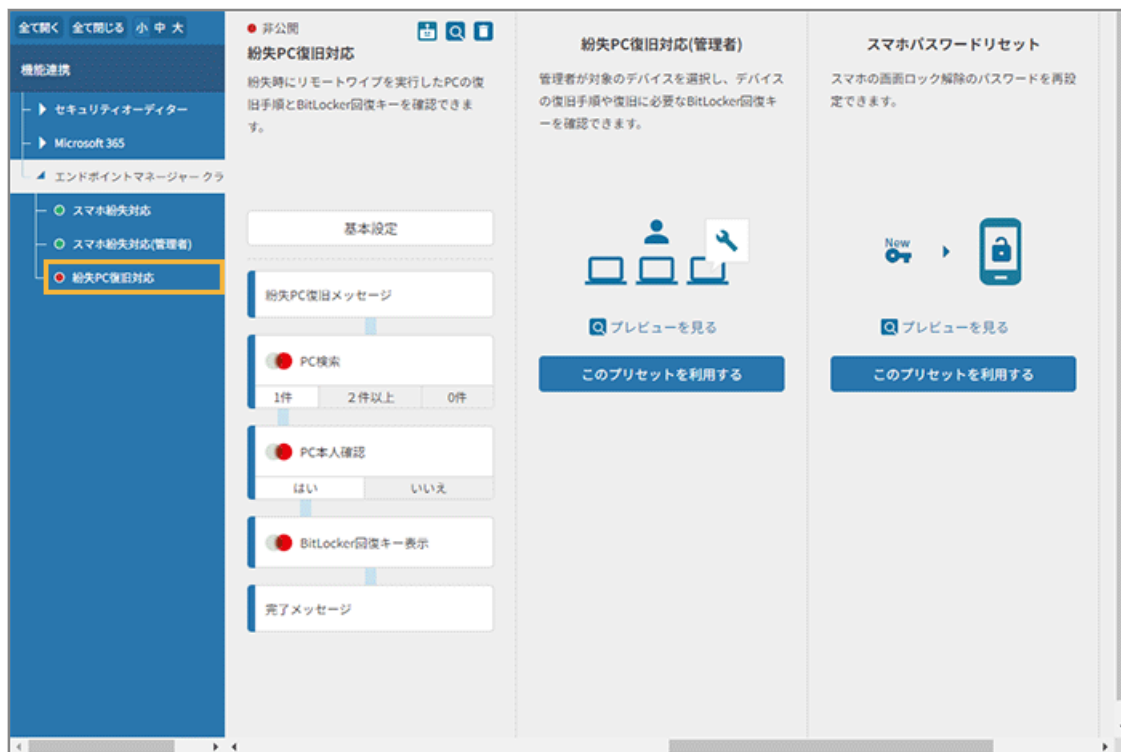 全て開く 全て閉じる 小 中 大
機能連携
セキュリティオーディター
Microsoft 365
エンドポイントマネージャー クラ
スマホ紛失対応
スマホ紛失対応(管理者)
紛失PC復旧対応
非公開
紛失PC復旧対応
紛失時にリモートワイプを実行したPCの復
旧手順とBitLocker回復キーを確認できま
す。
基本設定
紛失PC復旧メッセージ
PC検索
1件 2件以上 0件
PC本人確認
はい いいえ
BitLocker回復キー表示
完了メッセージ
紛失PC復旧対応(管理者)
管理者が対象のデバイスを選択し、デバイス
の復旧手順や復旧に必要なBitLocker回復キ
ーを確認できます。
プレビューを見る
このプリセットを利用する
スマホパスワードリセット
スマホの画面ロック解除のパスワードを再設
定できます。
New
プレビューを見る
このプリセットを利用する